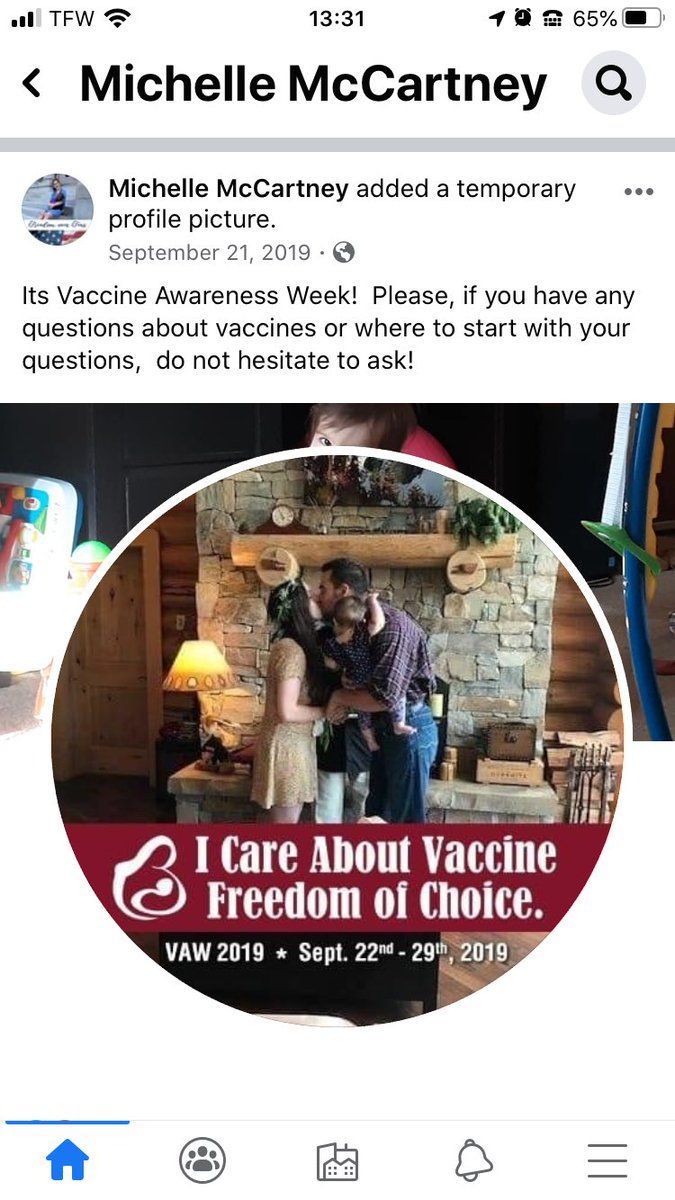 TFW 13:31 65%
Michelle McCartney
Michelle McCartney added a temporary
profile picture.
September 21, 2019 ·
Its Vaccine Awareness Week!  Please, if you have any
questions about vaccines or where to start with your
questions,  do not hesitate to ask!
I Care About Vaccine
Freedom of Choice.
VAW 2019 ★ Sept. 22nd - 29th, 2019